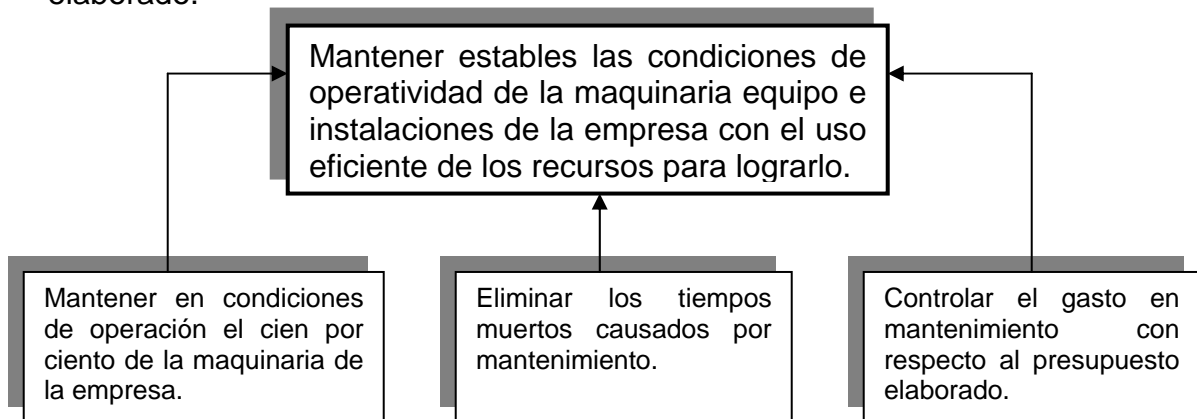 elaborado.
Mantener estables las condiciones de
operatividad de la maquinaria equipo e
instalaciones de la empresa con el uso
eficiente de los recursos para lograrlo.
Mantener en condiciones
de operación el cien por
ciento de la maquinaria de
la empresa.
Eliminar los tiempos
muertos causados por
mantenimiento.
Controlar el gasto en
mantenimiento con
respecto al presupuesto
elaborado.